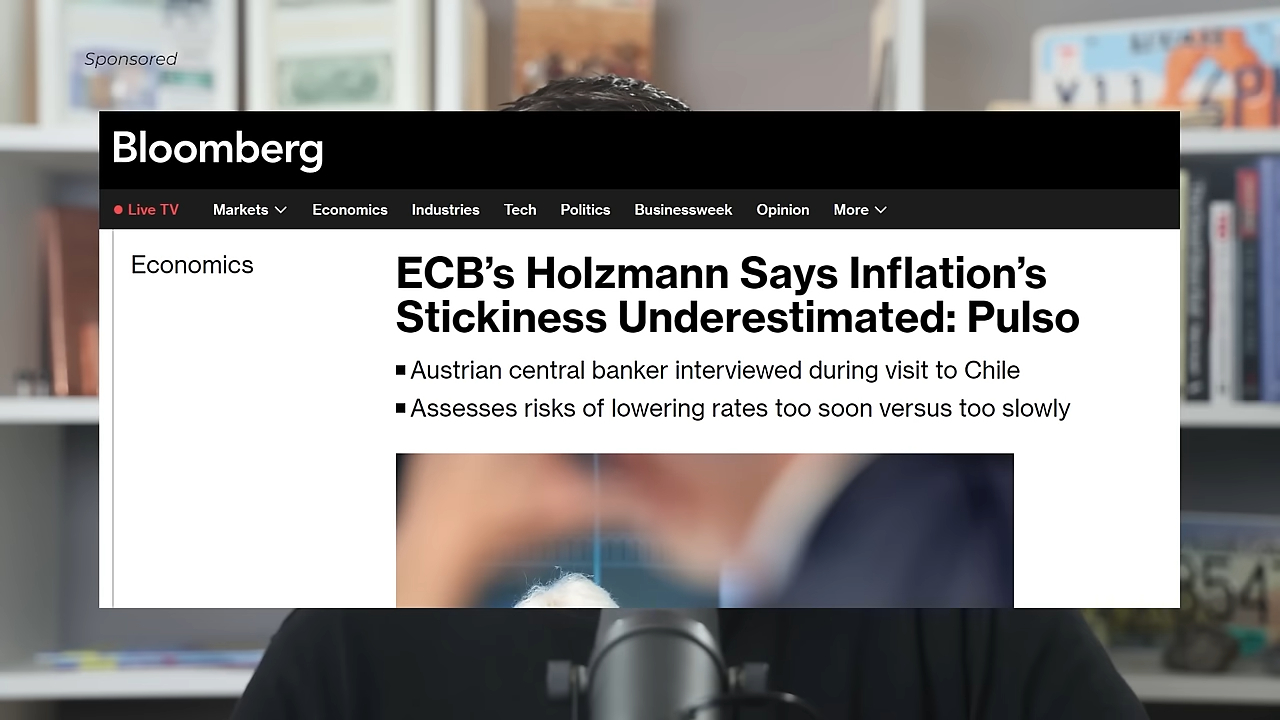 Sponsored
Bloomberg
Live TV Markets Economics Industries Tech Politics Businessweek Opinion More
Economics
ECB’s Holzmann Says Inflation’s
Stickiness Underestimated: Pulso
■ Austrian central banker interviewed during visit to Chile
■ Assesses risks of lowering rates too soon versus too slowly
854